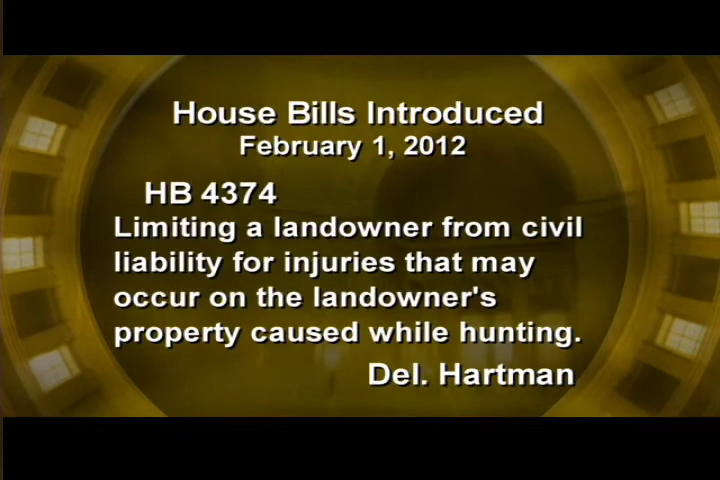 House Bills Introduced
February 1, 2012
HB 4374
Limiting a landowner from civil
liability for injuries that may
occur on the landowner's
property caused while hunting.
Del. Hartman